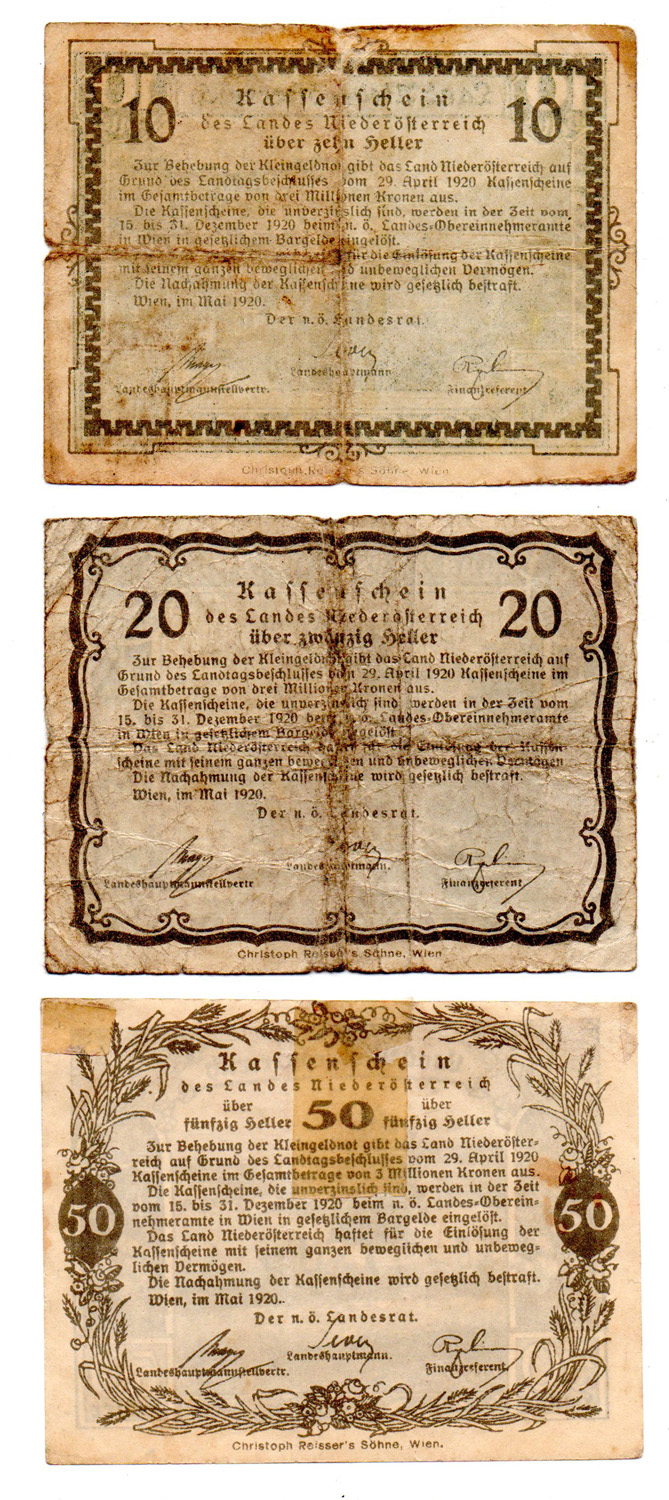 10 Kassenschein 10
des Landes Niederösterreich
über zehn Heller
Zur Behebung der Kleingeldnot gibt das Land Niederösterreich auf
Grund des Landtagsbeschlusses vom 29. April 1920 Kassenscheine
im Gesamtbetrage von drei Millionen Kronen aus.
Die Kassenscheine, die unverzinslich sind, werden in der Zeit vom
15. bis 31. Dezember 1920 beim n. ö. Landes-Obereinnehmeramte
in Wien in gesetzlichem Bargelde eingelöst.
für die Einlösung der Kassenscheine
mit seinem ganzen beweglichen und unbeweglichen Vermögen.
Die Nachahmung der Kassenscheine wird gesetzlich bestraft.
Wien, im Mai 1920.
Der n. ö. Landesrat.
Landeshauptmannstellvertr. Landeshauptmann Finanzreferent
Christoph Reisser's Söhne, Wien
20 Kassenschein 20
des Landes Niederösterreich
über zwanzig Heller
Zur Behebung der Kleingeldnot gibt das Land Niederösterreich auf
Grund des Landtagsbeschlusses vom 29. April 1920 Kassenscheine im
Gesamtbetrage von drei Millionen Kronen aus.
Die Kassenscheine, die unverzinslich sind, werden in der Zeit vom
15. bis 31. Dezember 1920 beim n. ö. Landes-Obereinnehmeramte
in Wien in gesetzlichem Bargelde eingelöst.
Das Land Niederösterreich haftet für die Einlösung der Kassen-
scheine mit seinem ganzen beweglichen und unbeweglichen Vermögen
Die Nachahmung der Kassenscheine wird gesetzlich bestraft.
Wien, im Mai 1920.
Der n. ö. Landesrat.
Landeshauptmannstellvertr Landeshauptmann. Finanzreferent
Christoph Reisser's Söhne, Wien
Kassenschein
des Landes Niederösterreich
über 50 über
fünfzig Heller fünfzig Heller
Zur Behebung der Kleingeldnot gibt das Land Niederöster-
reich auf Grund des Landtagsbeschlusses vom 29. April 1920
Kassenscheine im Gesamtbetrage von 3 Millionen Kronen aus.
Die Kassenscheine, die unverzinslich sind, werden in der Zeit
vom 15. bis 31. Dezember 1920 beim n. ö. Landes-Oberein-
50 nehmeramte in Wien in gesetzlichem Bargelde eingelöst. 50
Das Land Niederösterreich haftet für die Einlösung der
Kassenscheine mit seinem ganzen beweglichen und unbeweg-
lichen Vermögen.
Die Nachahmung der Kassenscheine wird gesetzlich bestraft.
Wien, im Mai 1920.
Der n. ö. Landesrat.
Landeshauptmannstellvertr. Landeshauptmann. Finanzreferent
Christoph Reisser's Söhne, Wien.